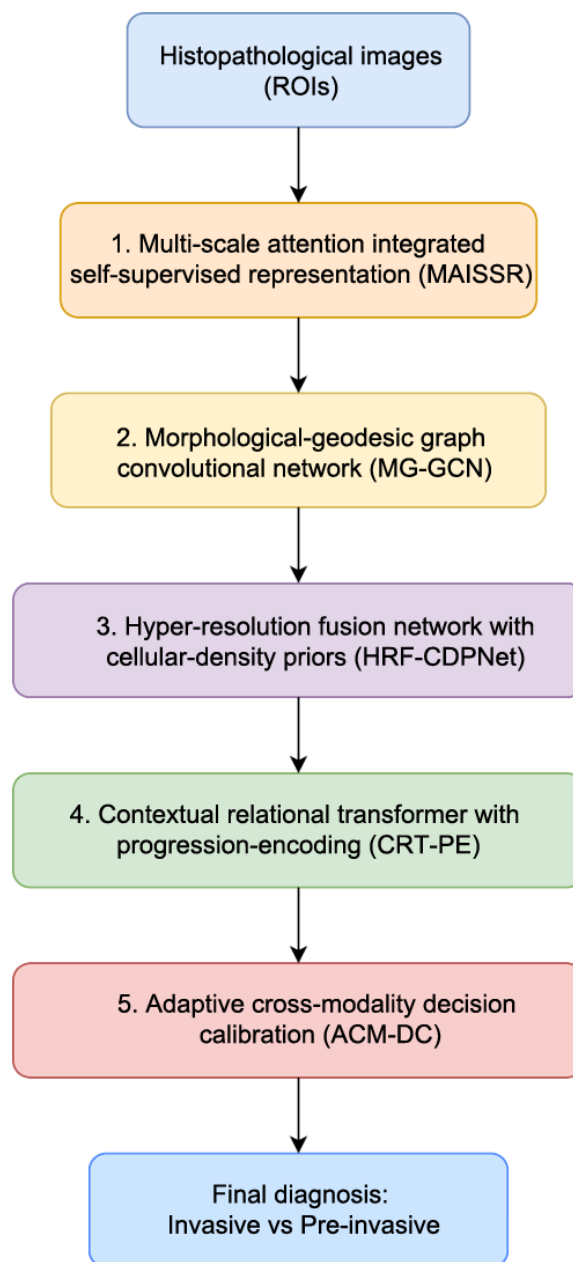 Histopathological images
(ROIs)
1. Multi-scale attention integrated
self-supervised representation (MAISSR)
2. Morphological-geodesic graph
convolutional network (MG-GCN)
3. Hyper-resolution fusion network with
cellular-density priors (HRF-CDPNet)
4. Contextual relational transformer with
progression-encoding (CRT-PE)
5. Adaptive cross-modality decision
calibration (ACM-DC)
Final diagnosis:
Invasive vs Pre-invasive